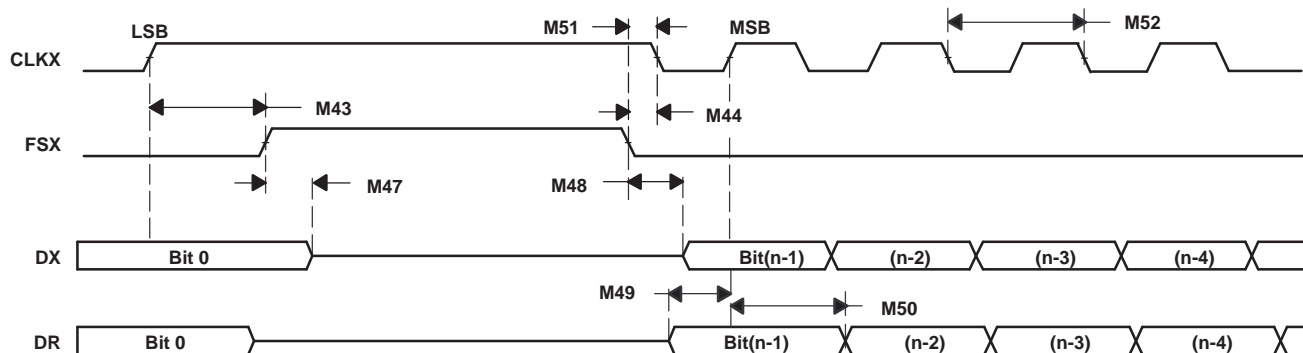 LSB M51 MSB M52
CLKX
M43 M44
FSX
M47 M48
DX Bit 0 Bit(n-1) (n-2) (n-3) (n-4)
M49 M50
DR Bit 0 Bit(n-1) (n-2) (n-3) (n-4)